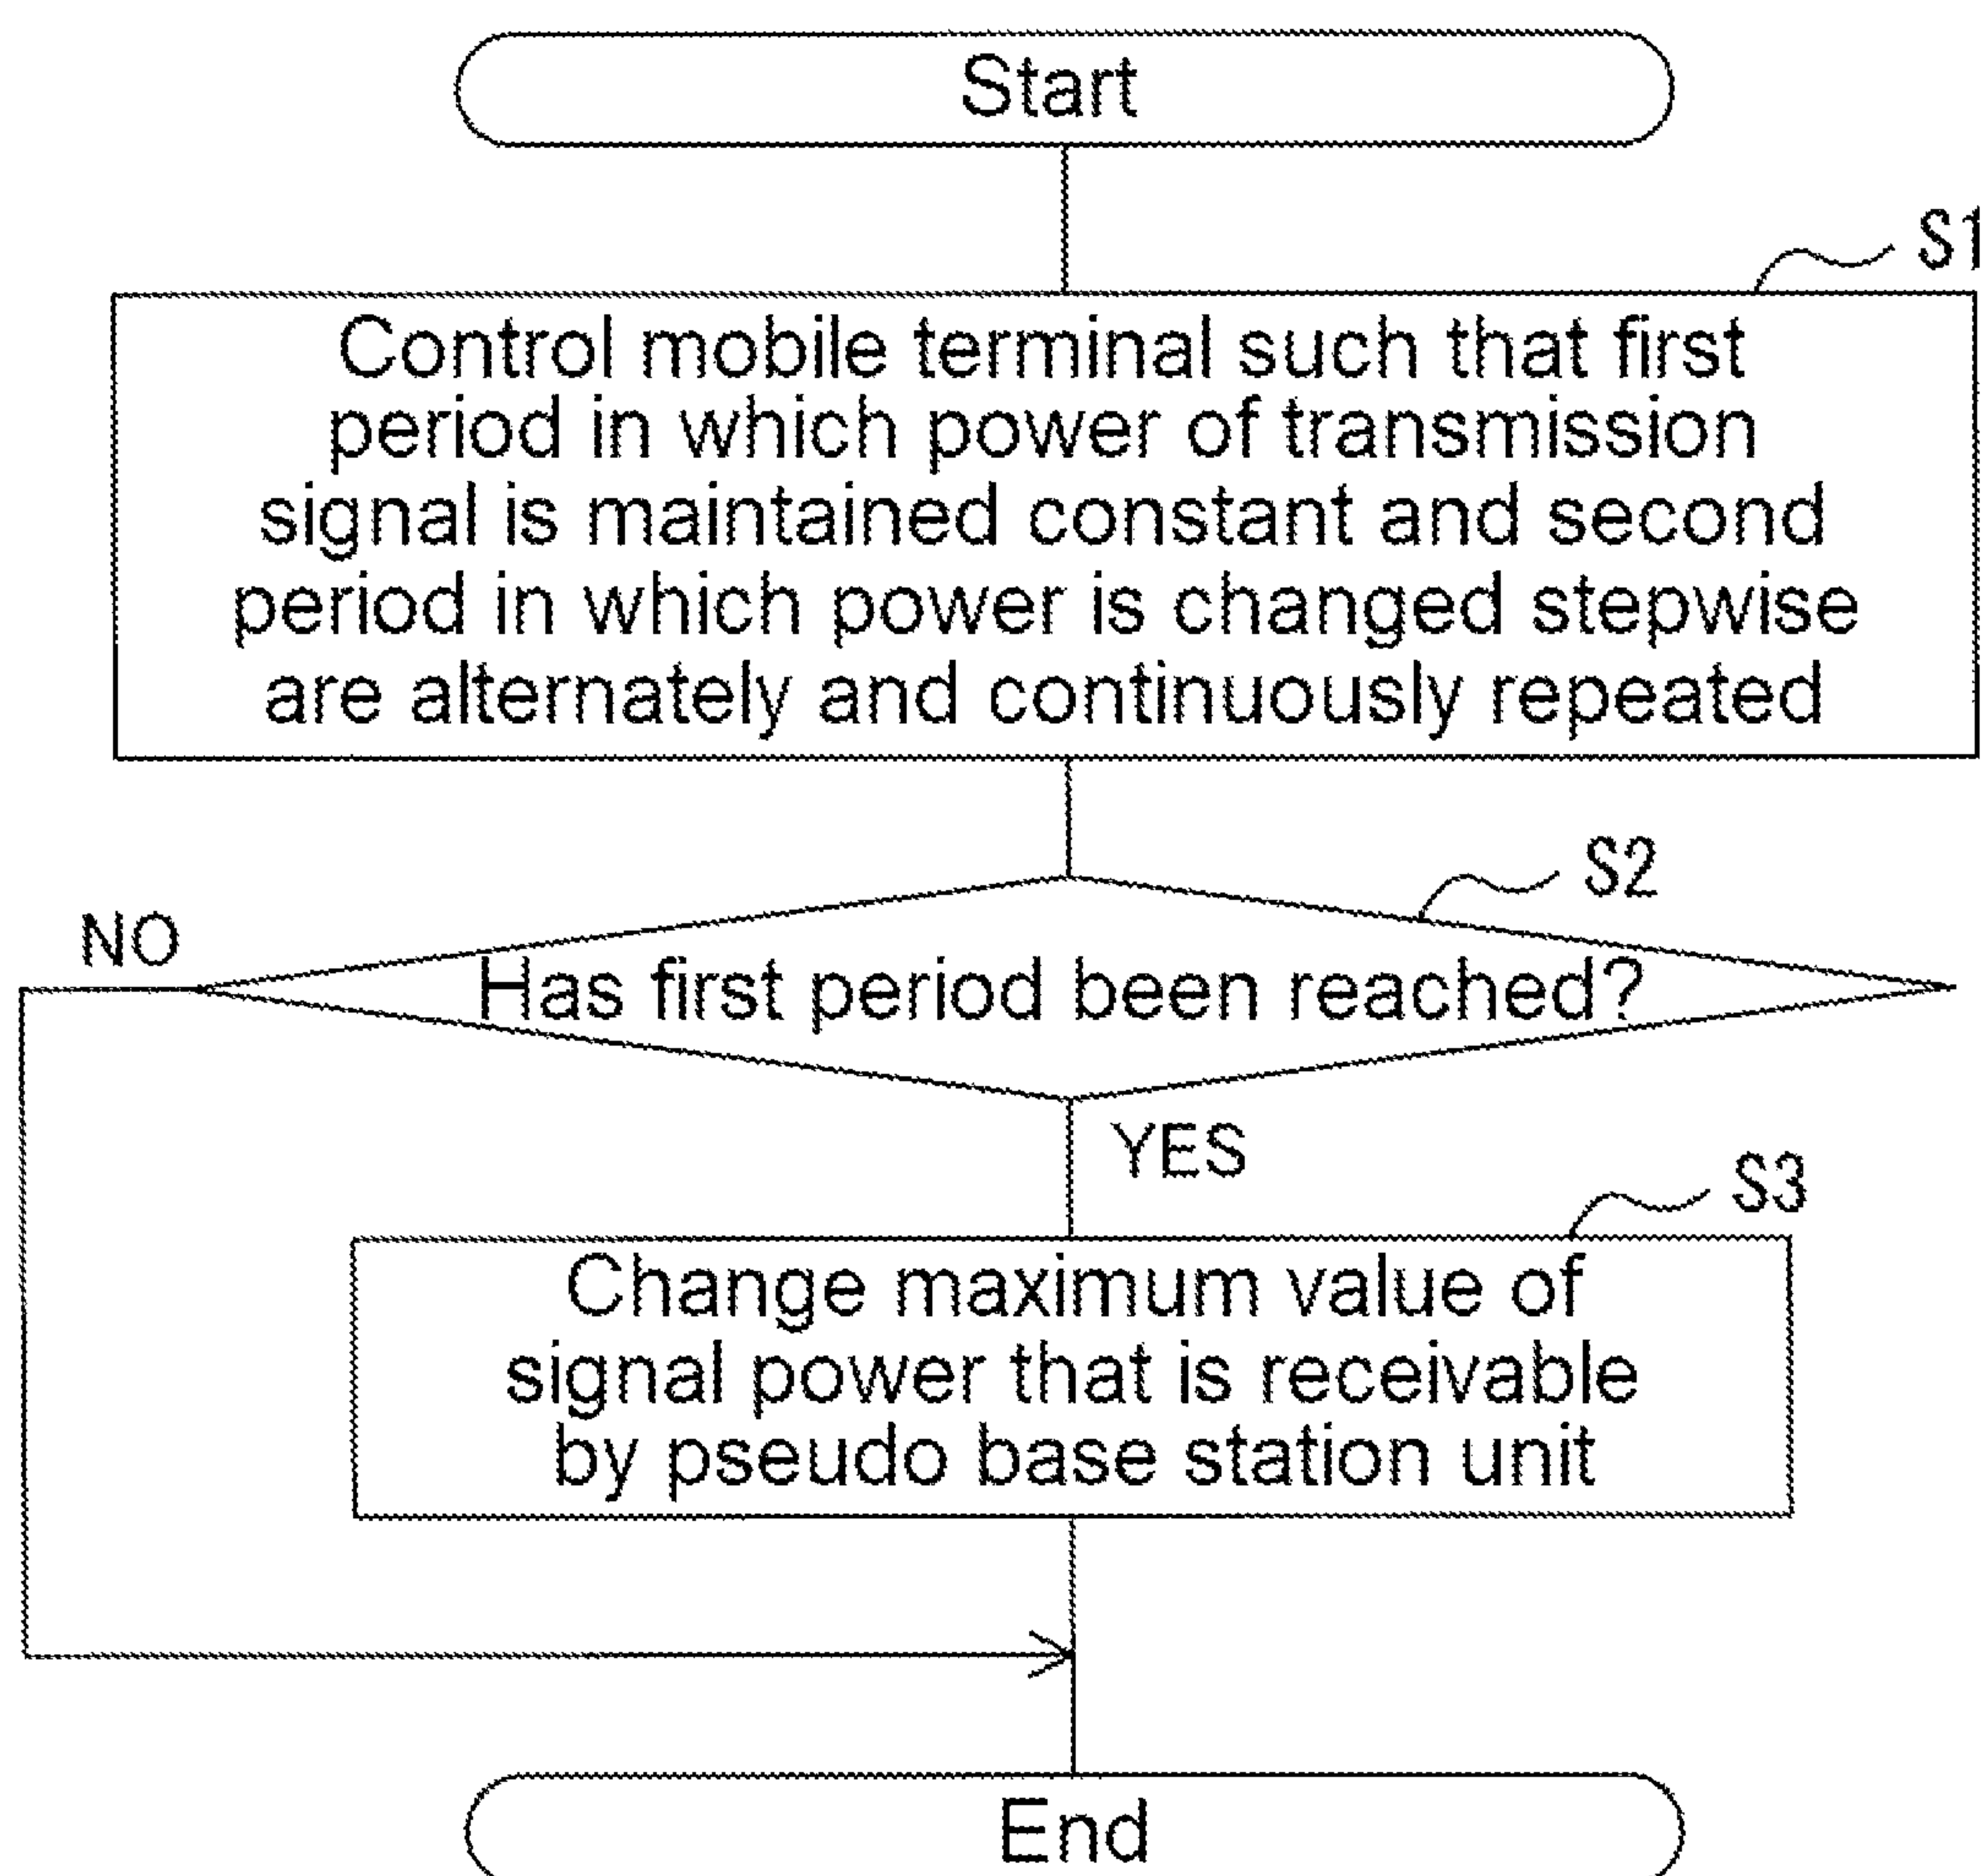 Start
S1
Control mobile terminal such that first
period in which power of transmission
signal is maintained constant and second
period in which power is changed stepwise
are alternately and continuously repeated
S2
NO
Has first period been reached?
YES
S3
Change maximum value of
signal power that is receivable
by pseudo base station unit
End